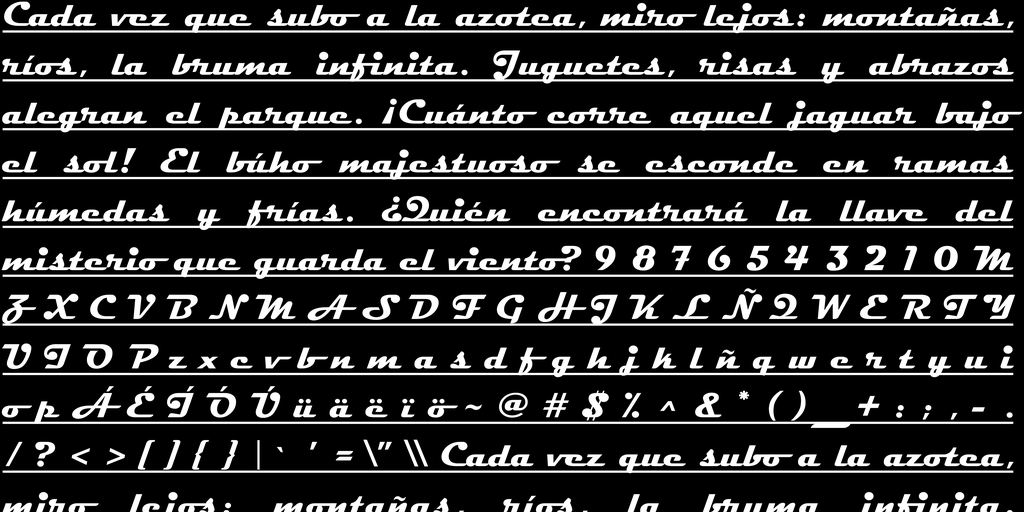 Cada vez que subo a la azotea, miro lejos: montañas,
ríos, la bruma infinita. Juguetes, risas y abrazos
alegran el parque. ¡Cuánto corre aquel jaguar bajo
el sol! El búho majestuoso se esconde en ramas
húmedas y frías. ¿Quién encontrará la llave del
misterio que guarda el viento? 9 8 7 6 5 4 3 2 1 0 M
Z X C V B N M A S D F G H J K L Ñ Q W E R T Y
U I O P z x c v b n m a s d f g h j k l ñ q w e r t y u i
o p Á É Í Ó Ú ü ä ë ï ö ~ @ # $ % ^ & * ( ) _ + : ; , - .
/ ? < > [ ] { } | ` ' = \" \\ Cada vez que subo a la azotea,
miro lejos: montañas, ríos, la bruma infinita.